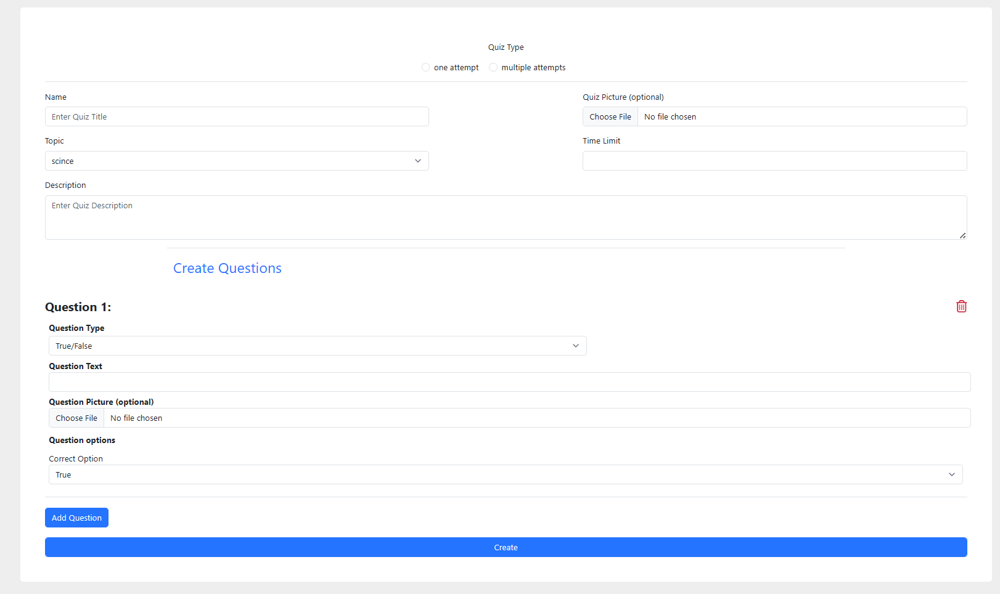 Quiz Type
one attempt multiple attempts
Name
Quiz Picture (optional)
Enter Quiz Title
Choose File No file chosen
Topic
Time Limit
scince
Description
Enter Quiz Description
Create Questions
Question 1:
Question Type
True/False
Question Text
Question Picture (optional)
Choose File No file chosen
Question options
Correct Option
True
Add Question
Create